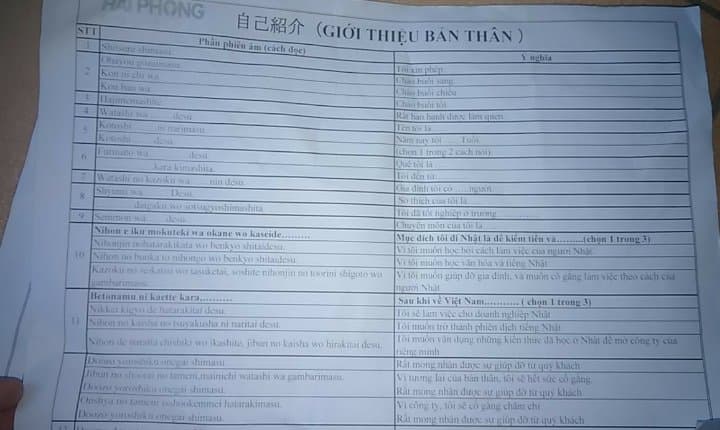 HẢI PHÒNG
自己紹介 (GIỚI THIỆU BẢN THÂN )
STT Phần phiên âm (cách đọc) Ý nghĩa
1 Shitsurei shimasu. Tôi xin phép.
2 Ohayou gozaimasu. Chào buổi sáng
Kon ni chi wa. Chào buổi chiều
Kon ban wa. Chào buổi tối
3 Hajimemashite. Rất hân hạnh được làm quen
4 Watashi wa ....... desu. Tên tôi là
5 Kotoshi ...... ni narimasu. Năm nay tôi ..... Tuổi.
Kotoshi ..... desu. (chọn 1 trong 2 cách nói).
6 Furusato wa ......... desu. Quê tôi là
......... kara kimashita. Tôi đến từ
7 Watashi no kazoku wa ..... nin desu. Gia đình tôi có .....người.
8 Shyumi wa ..... Desu. Sở thích của tôi là
....... daigaku wo sotsugyoshimashita Tôi đã tốt nghiệp ở trường
9 Senmon wa ..... desu. Chuyên môn của tôi là
10 Nihon e iku mokuteki wa okane wo kaseide......... Mục đích tôi đi Nhật là để kiếm tiền và.........(chọn 1 trong 3)
Nihonjin nohatarakikata wo benkyo shitaidesu. Vì tôi muốn học hỏi cách làm việc của người Nhật
Nihon no bunka to nihongo wo benkyo shitaidesu. Vì tôi muốn học văn hóa và tiếng Nhật
Kazoku no seikatsu wo tasuketai, soshite nihonjin no toorini shigoto wo gambarimasu. Vì tôi muốn giúp đỡ gia đình, và muốn cố gắng làm việc theo cách của người Nhật
11 Betonamu ni kaette kara,.......... Sau khi về Việt Nam........... ( chọn 1 trong 3)
Nikkei kigyo de hatarakitai desu. Tôi sẽ làm việc cho doanh nghiệp Nhật
Nihon no kaisha no tsuyakusha ni naritai desu. Tôi muốn trở thành phiên dịch tiếng Nhật
Nihon de naratta chishiki wo ikashite, jibun no kaisha wo hirakitai desu. Tôi muốn vận dụng những kiến thức đã học ở Nhật để mở công ty của riêng mình
Doozo yoroshiku onegai shimasu. Rất mong nhận được sự giúp đỡ từ quý khách
Jibun no shoorai no tameni,mainichi watashi wa gambarimasu. Vì tương lai của bản thân, tôi sẽ hết sức cố gắng.
Doozo yoroshiku onegai shimasu. Rất mong nhận được sự giúp đỡ từ quý khách
Onshya no tameni isshookemmei hatarakimasu. Vì công ty, tôi sẽ cố gắng chăm chỉ
Doozo yoroshiku onegai shimasu. Rất mong nhận được sự giúp đỡ từ quý khách